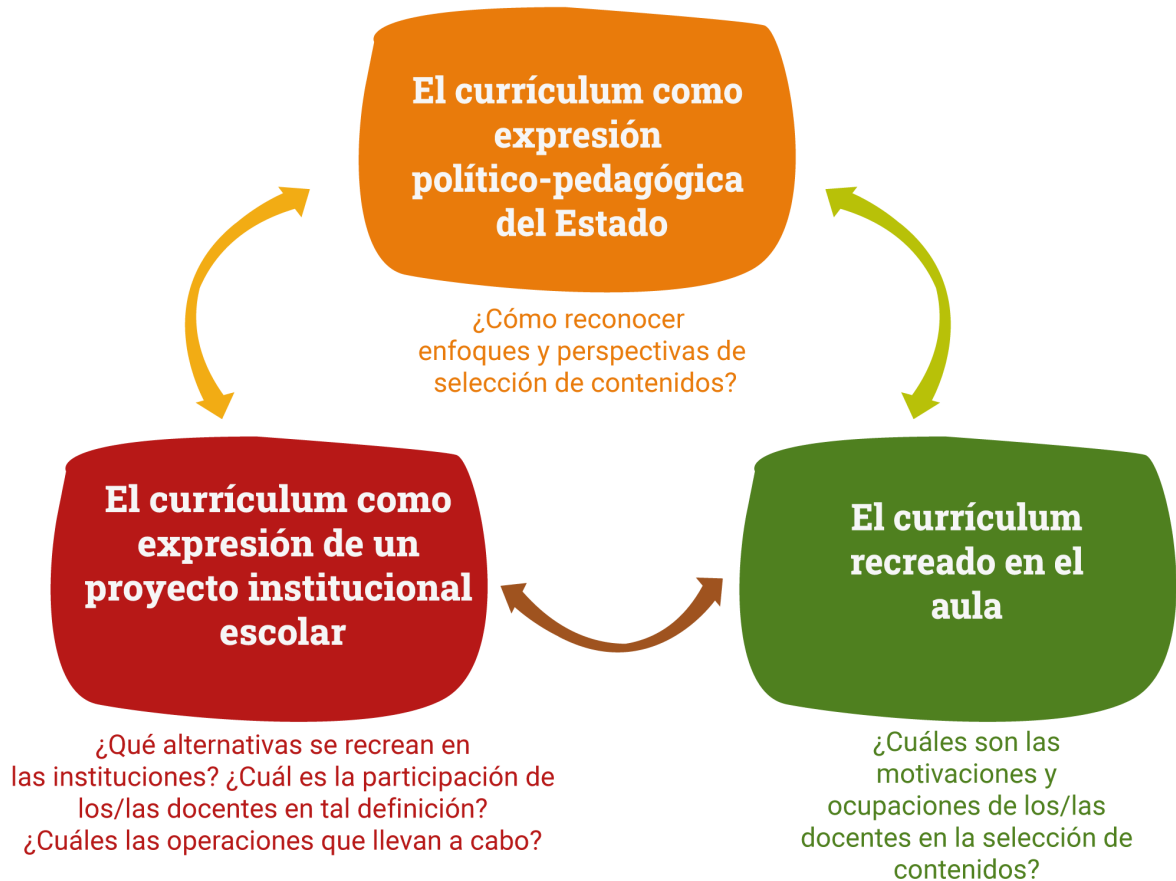 El currículum como
expresión
político-pedagógica
del Estado
¿Cómo reconocer
enfoques y perspectivas de
selección de contenidos?
El currículum como
expresión de un
proyecto institucional
escolar
¿Qué alternativas se recrean en
las instituciones? ¿Cuál es la participación de
los/las docentes en tal definición?
¿Cuáles las operaciones que llevan a cabo?
El currículum
recreado en el
aula
¿Cuáles son las
motivaciones y
ocupaciones de los/las
docentes en la selección de
contenidos?